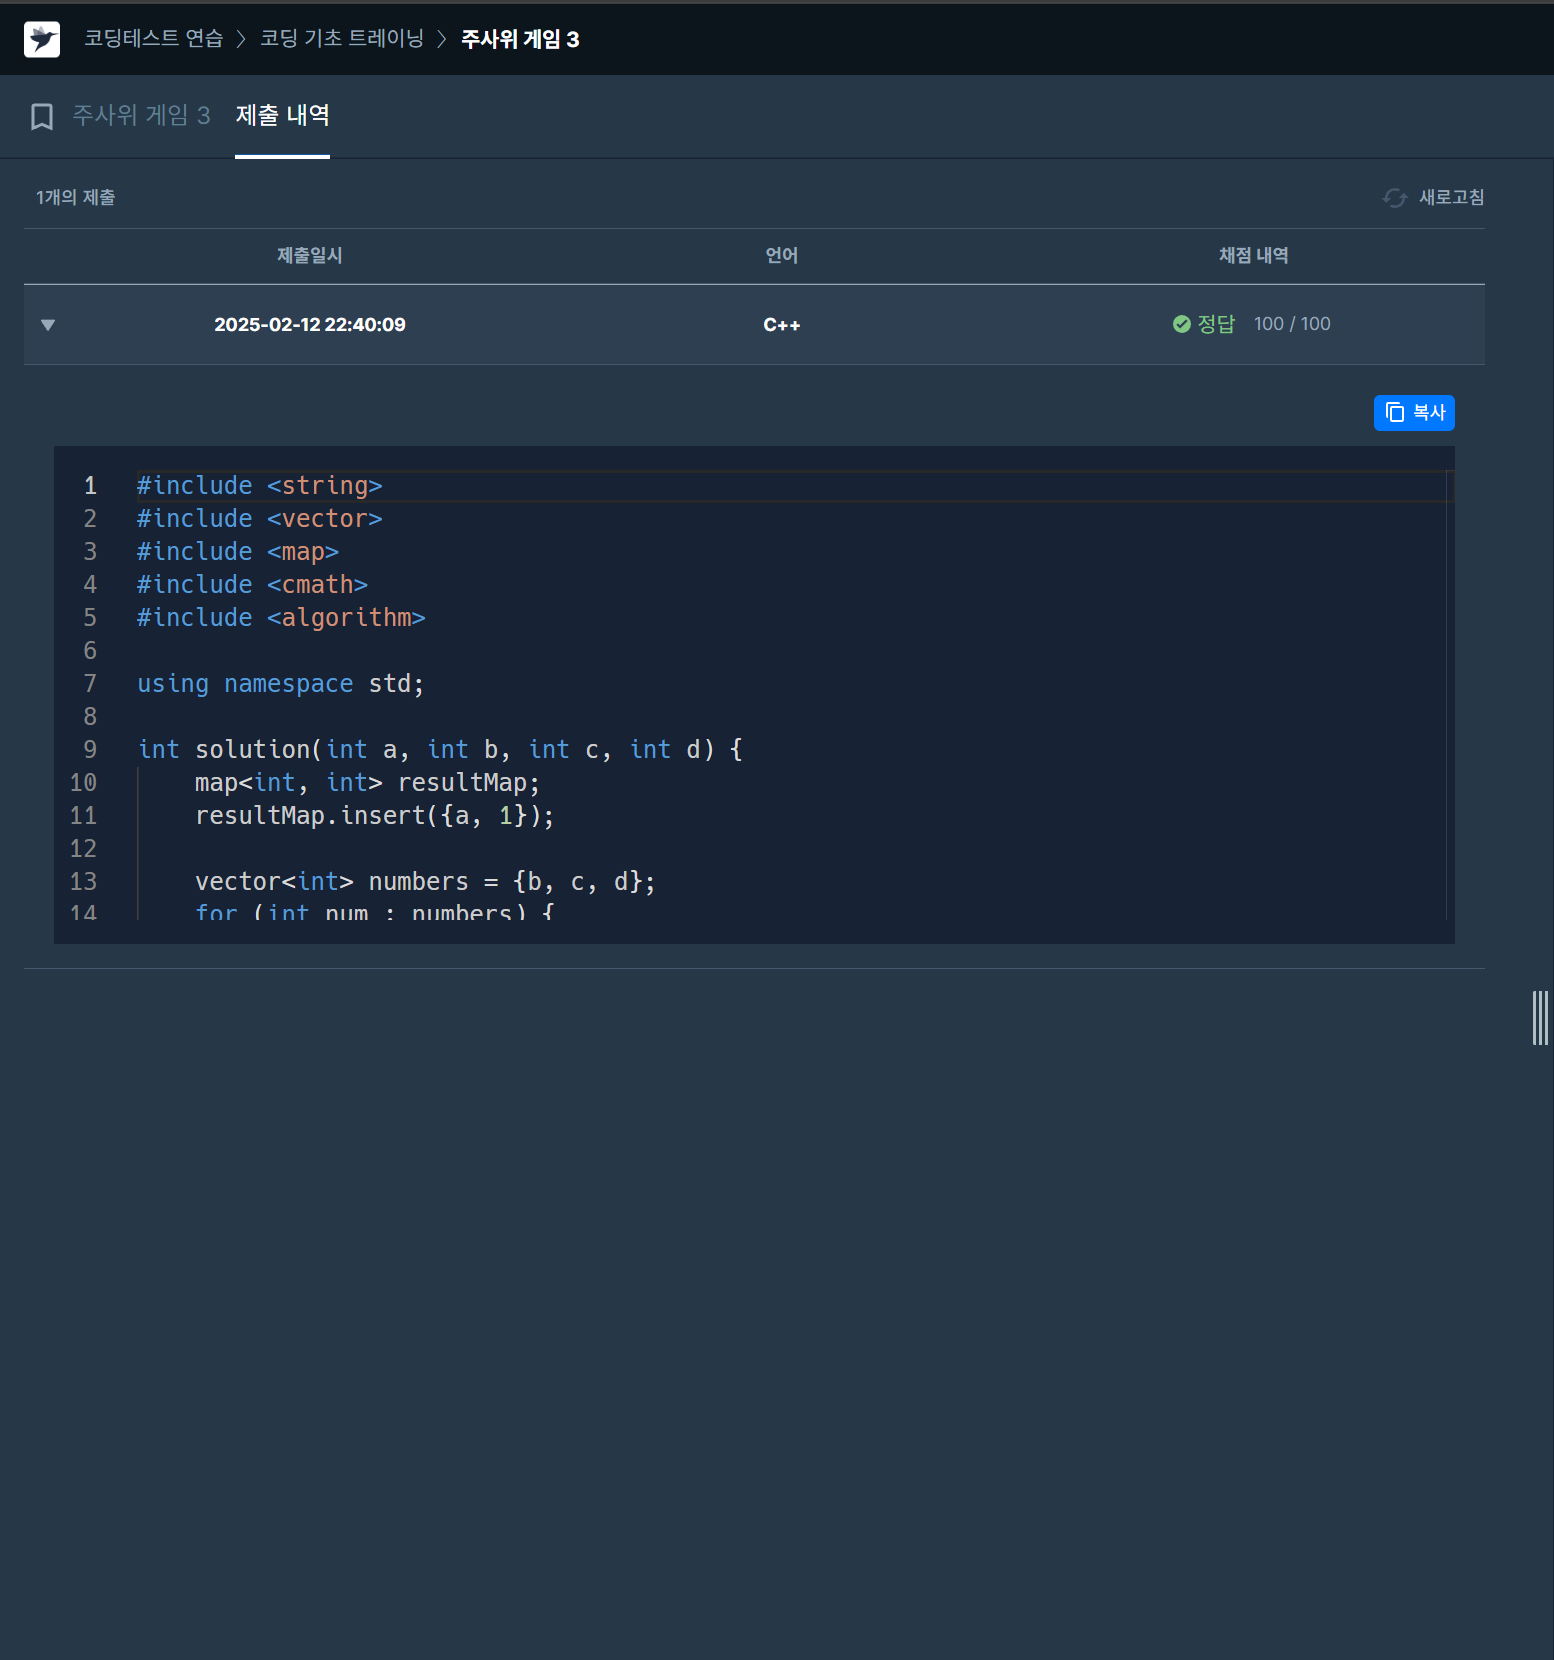 코딩테스트 연습 > 코딩 기초 트레이닝 > 주사위 게임 3
주사위 게임 3 제출 내역
1개의 제출 새로고침
제출일시 언어 채점 내역
2025-02-12 22:40:09 C++ 정답 100 / 100
복사
1 #include <string>
2 #include <vector>
3 #include <map>
4 #include <cmath>
5 #include <algorithm>
6
7 using namespace std;
8
9 int solution(int a, int b, int c, int d) {
10 map<int, int> resultMap;
11 resultMap.insert({a, 1});
12
13 vector<int> numbers = {b, c, d};
14 for (int num : numbers) {